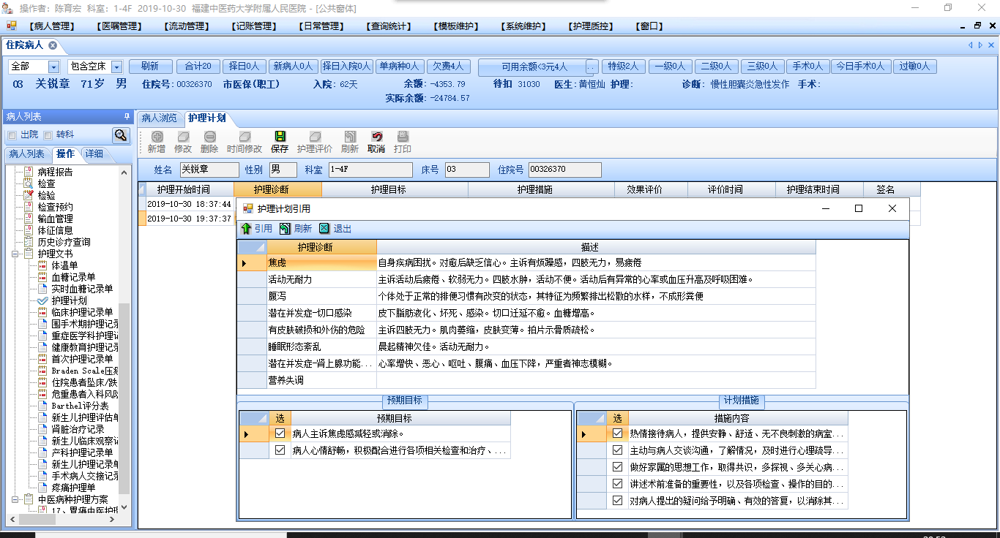 操作者: 陈育宏 科室: 1-4F 2019-10-30 福建中医药大学附属人民医院 - [公共窗体]
【病人管理】 【医嘱管理】 【流动管理】 【记账管理】 【日常管理】 【查询统计】 【模板维护】 【系统维护】 【护理质控】 【窗口】
住院病人
全部 包含空床 刷新 合计20 择日0人 新病人0人 择日入院0人 单病种0人 欠费4人 可用余额<3元4人 .. 特级2人 一级0人 二级0人 三级0人 手术0人 今日手术0人 过敏0人
03 关锐章 71岁 男 住院号: 00326370 市医保(职工) 入院: 62天 余额: -4353.79 待扣 31030 医生: 黄恒灿 护理: 诊断: 慢性胆囊炎急性发作 手术:
实际余额: -24784.57
病人列表
出院 转科
病人列表 操作 详细
病程报告
检查
检验
检查预约
输血管理
体征信息
历史诊疗查询
护理文书
体温单
血糖记录单
实时血糖记录单
护理计划
临床护理记录单
围手术期护理记录
重症医学科护理记
健康教育护理记录
首次护理记录单
Braden Scale压疮
住院患者坠床/跌
危重患者入科风险
Barthel评分表
新生儿护理评估单
肾脏治疗记录
新生儿临床观察记
产科护理记录单
新生儿护理记录单
手术病人交接记录
疼痛护理单
中医病种护理方案
17、胃痛中医护理
病人浏览 护理计划
新增 修改 删除 时间修改 保存 护理评价 刷新 取消 打印
姓名 关锐章 性别 男 科室 1-4F 床号 03 住院号 00326370
护理开始时间 护理诊断 护理目标 护理措施 效果评价 评价时间 护理结束时间 签名
2019-10-30 18:37:44
2019-10-30 19:37:37
护理计划引用
引用 刷新 退出
护理诊断 描述
焦虑 自身疾病困扰。对愈后缺乏信心。主诉有烦躁感，四肢无力，易疲倦
活动无耐力 主诉活动后疲倦、软弱无力。四肢水肿，活动不便。活动后有异常的心率或血压升高及呼吸困难。
腹泻 个体处于正常的排便习惯有改变的状态，其特征为频繁排出松散的水样，不成形粪便
潜在并发症-切口感染 皮下脂肪液化、坏死、感染。切口迁延不愈。血糖增高。
有皮肤破损和外伤的危险 主诉四肢无力。肌肉萎缩，皮肤变薄。拍片示骨质疏松。
睡眠形态紊乱 晨起精神欠佳。活动无耐力。
潜在并发症-肾上腺功能... 心率增快、恶心、呕吐、腹痛、血压下降，严重者神志模糊。
营养失调
预期目标
选 预期目标
病人主诉焦虑感减轻或消除。
病人心情舒畅，积极配合进行各项相关检查和治疗、...
计划措施
选 措施内容
热情接待病人，提供安静、舒适、无不良刺激的病室...
主动与病人交谈沟通，了解情况，及时进行心理疏导...
做好家属的思想工作，取得共识，多探视、多关心病...
讲述术前准备的重要性，以及各项检查、操作的目的...
对病人提出的疑问给予明确、有效的答复，以消除其...